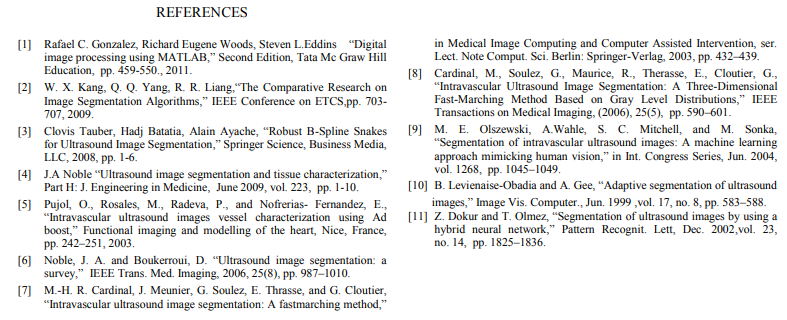 REFERENCES
[1] Rafael C. Gonzalez, Richard Eugene Woods, Steven L.Eddins "Digital
image processing using MATLAB," Second Edition, Tata Mc Graw Hill
Education, pp. 459-550., 2011.
[2] W. X. Kang, Q. Q. Yang, R. R. Liang,"The Comparative Research on
Image Segmentation Algorithms," IEEE Conference on ETCS,pp. 703-
707, 2009.
[3] Clovis Tauber, Hadj Batatia, Alain Ayache, "Robust B-Spline Snakes
for Ultrasound Image Segmentation," Springer Science, Business Media,
LLC, 2008, pp. 1-6.
[4] J.A Noble "Ultrasound image segmentation and tissue characterization,"
Part H: J. Engineering in Medicine, June 2009, vol. 223, pp. 1-10.
[5] Pujol, O., Rosales, M., Radeva, P., and Nofrerias- Fernandez, E.,
"Intravascular ultrasound images vessel characterization using Ad
boost," Functional imaging and modelling of the heart, Nice, France,
pp. 242–251, 2003.
[6] Noble, J. A. and Boukerroui, D. "Ultrasound image segmentation: a
survey," IEEE Trans. Med. Imaging, 2006, 25(8), pp. 987–1010.
[7] M.-H. R. Cardinal, J. Meunier, G. Soulez, E. Thrasse, and G. Cloutier,
"Intravascular ultrasound image segmentation: A fastmarching method,"
in Medical Image Computing and Computer Assisted Intervention, ser.
Lect. Note Comput. Sci. Berlin: Springer-Verlag, 2003, pp. 432–439.
[8] Cardinal, M., Soulez, G., Maurice, R., Therasse, E., Cloutier, G.,
"Intravascular Ultrasound Image Segmentation: A Three-Dimensional
Fast-Marching Method Based on Gray Level Distributions," IEEE
Transactions on Medical Imaging, (2006), 25(5), pp. 590–601.
[9] M. E. Olszewski, A.Wahle, S. C. Mitchell, and M. Sonka,
"Segmentation of intravascular ultrasound images: A machine learning
approach mimicking human vision," in Int. Congress Series, Jun. 2004,
vol. 1268, pp. 1045–1049.
[10] B. Levienaise-Obadia and A. Gee, "Adaptive segmentation of ultrasound
images," Image Vis. Computer., Jun. 1999 ,vol. 17, no. 8, pp. 583–588.
[11] Z. Dokur and T. Olmez, "Segmentation of ultrasound images by using a
hybrid neural network," Pattern Recognit. Lett, Dec. 2002,vol. 23,
no. 14, pp. 1825–1836.